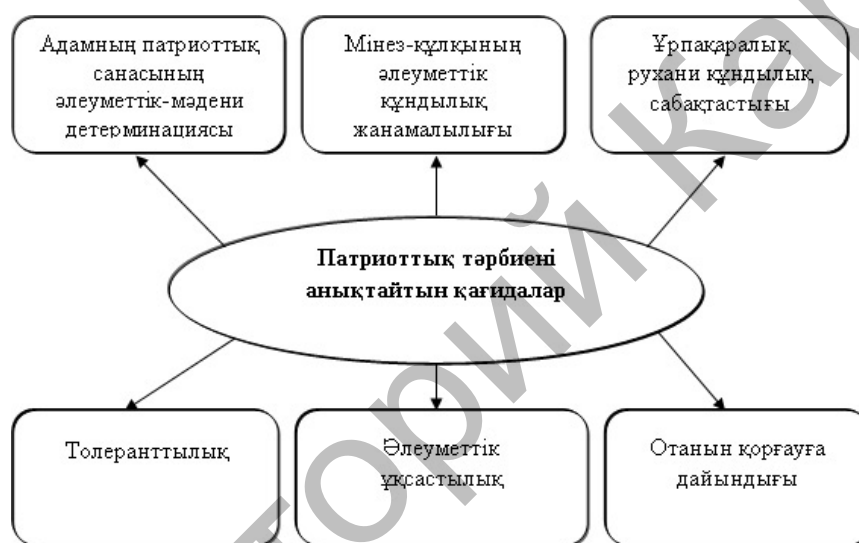 Адамның патриоттық
санасының
әлеуметтік-мәдени
детерминациясы
Мінез-құлқының
әлеуметтік
құндылық
жанамалылығы
Ұрпақаралық
рухани құндылық
сабақтастығы
Патриоттық тәрбиені
анықтайтын қағидалар
Толеранттылық
Әлеуметтік
ұқсастылық
Отанын қорғауға
дайындығы